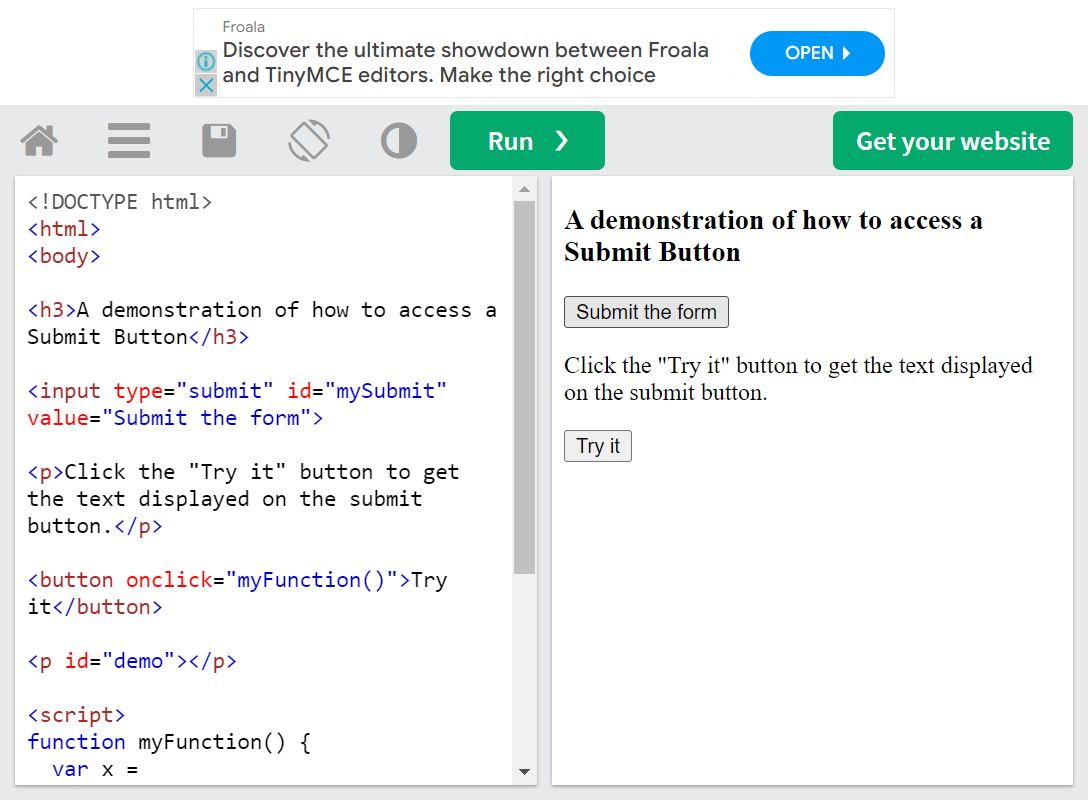 Froala
Discover the ultimate showdown between Froala
and TinyMCE editors. Make the right choice
OPEN
Run
Get your website
<!DOCTYPE html>
<html>
<body>
<h3>A demonstration of how to access a
Submit Button</h3>
<input type="submit" id="mySubmit"
value="Submit the form">
<p>Click the "Try it" button to get
the text displayed on the submit
button.</p>
<button onclick="myFunction()">Try
it</button>
<p id="demo"></p>
<script>
function myFunction() {
  var x =
A demonstration of how to access a
Submit Button
Submit the form
Click the "Try it" button to get the text displayed
on the submit button.
Try it